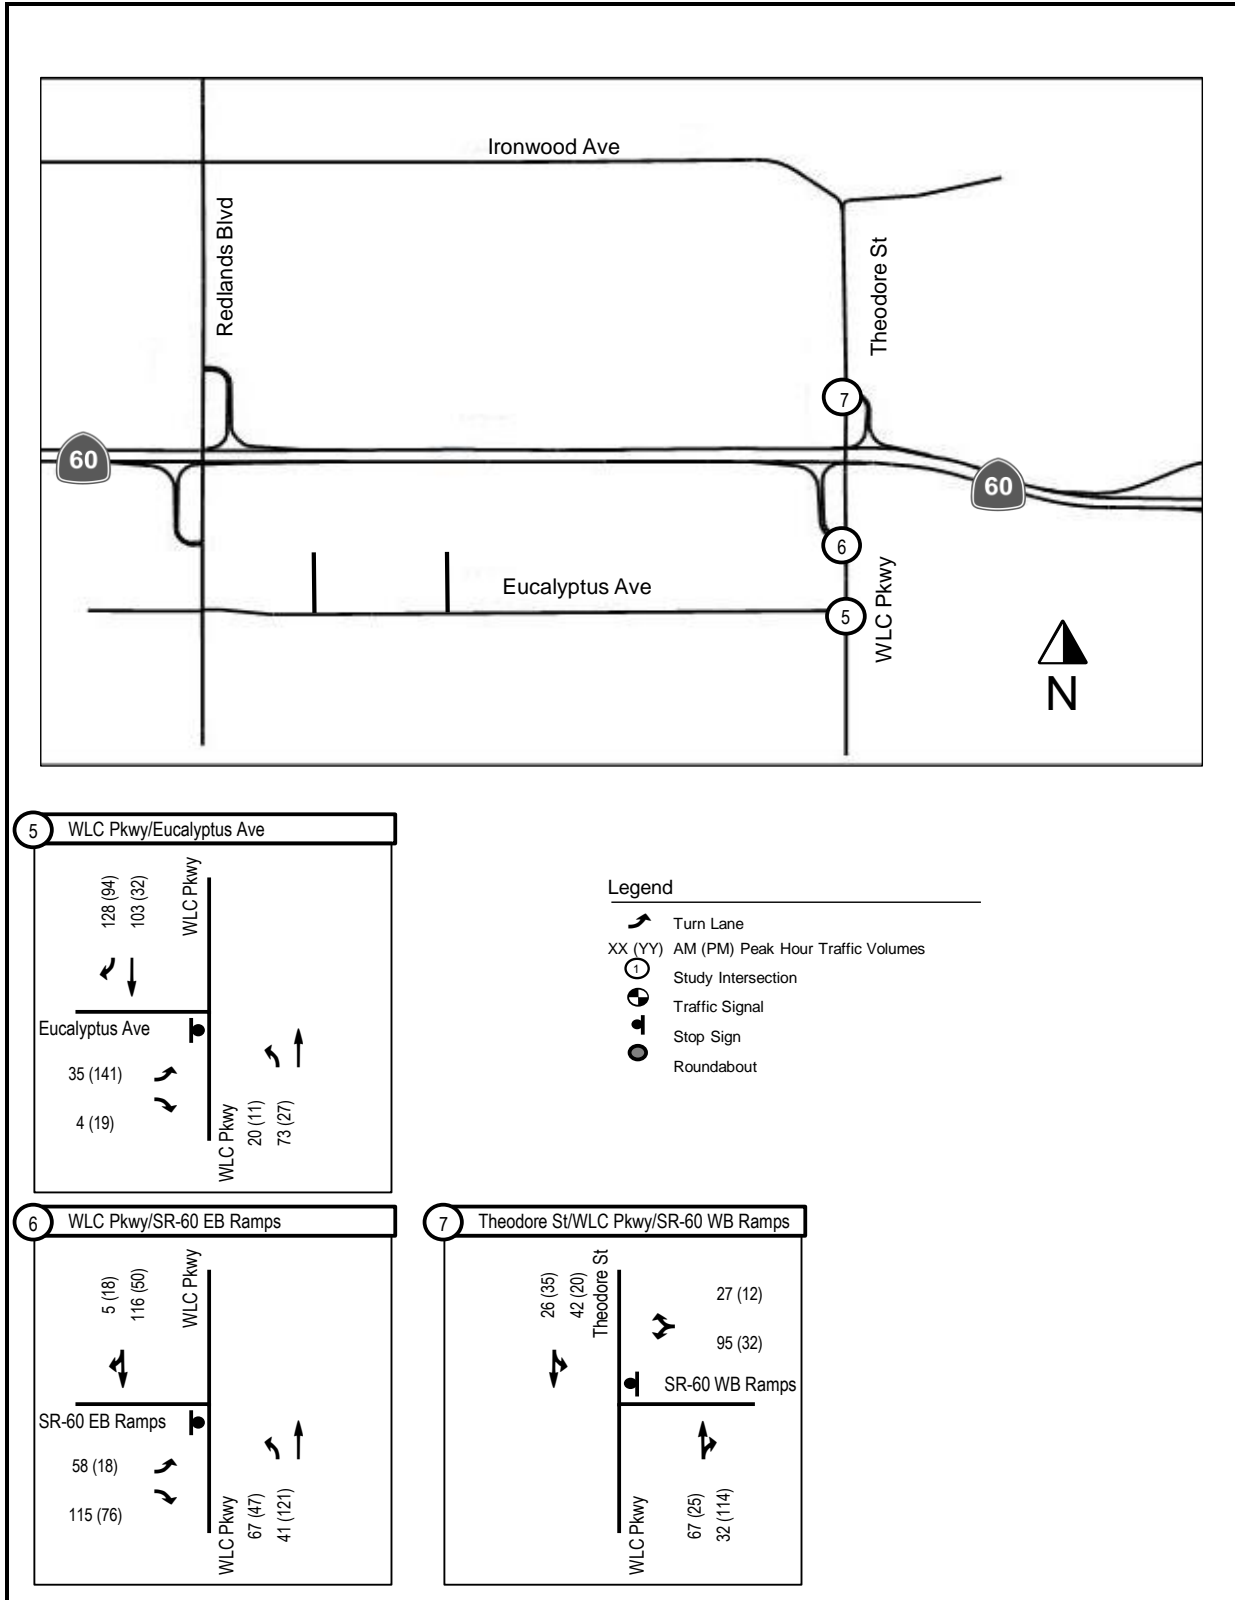 Ironwood Ave
Redlands Blvd
Theodore St
7
60
60
6
Eucalyptus Ave
5
WLC Pkwy
N
5 WLC Pkwy/Eucalyptus Ave
128 (94)
103 (32)
WLC Pkwy
Eucalyptus Ave
35 (141)
4 (19)
WLC Pkwy
20 (11)
73 (27)
Legend
Turn Lane
XX (YY) AM (PM) Peak Hour Traffic Volumes
1 Study Intersection
Traffic Signal
Stop Sign
Roundabout
6 WLC Pkwy/SR-60 EB Ramps
5 (18)
116 (50)
WLC Pkwy
SR-60 EB Ramps
58 (18)
115 (76)
WLC Pkwy
67 (47)
41 (121)
7 Theodore St/WLC Pkwy/SR-60 WB Ramps
26 (35)
42 (20)
Theodore St
27 (12)
95 (32)
SR-60 WB Ramps
WLC Pkwy
67 (25)
32 (114)